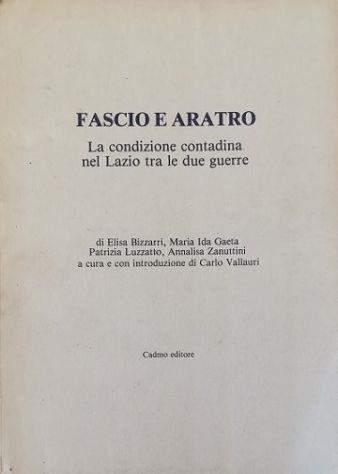 FASCIO E ARATRO
La condizione contadina
nel Lazio tra le due guerre
di Elisa Bizzarri, Maria Ida Gaeta
Patrizia Luzzatto, Annalisa Zanuttini
a cura e con introduzione di Carlo Vallauri
Cadmo editore